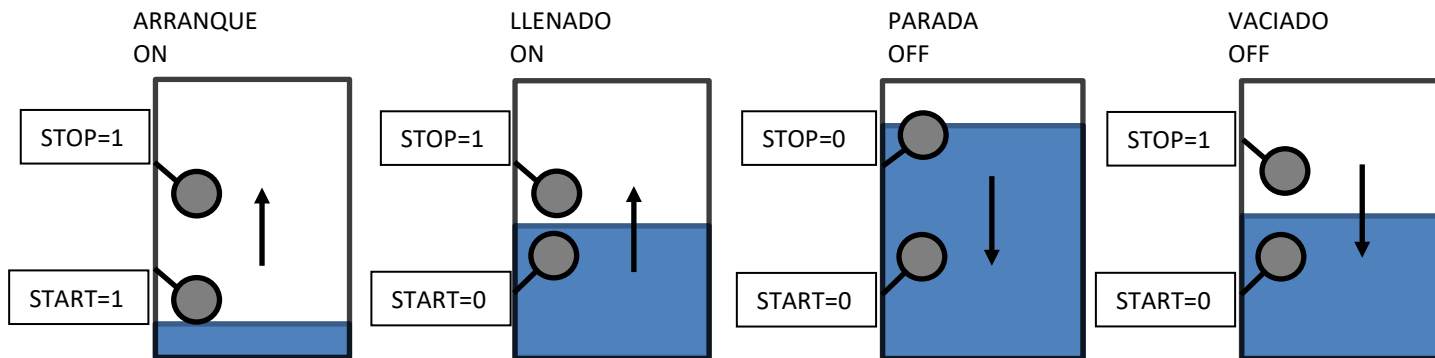 ARRANQUE
ON
STOP=1
START=1
LLENADO
ON
STOP=1
START=0
PARADA
OFF
STOP=0
START=0
VACIADO
OFF
STOP=1
START=0